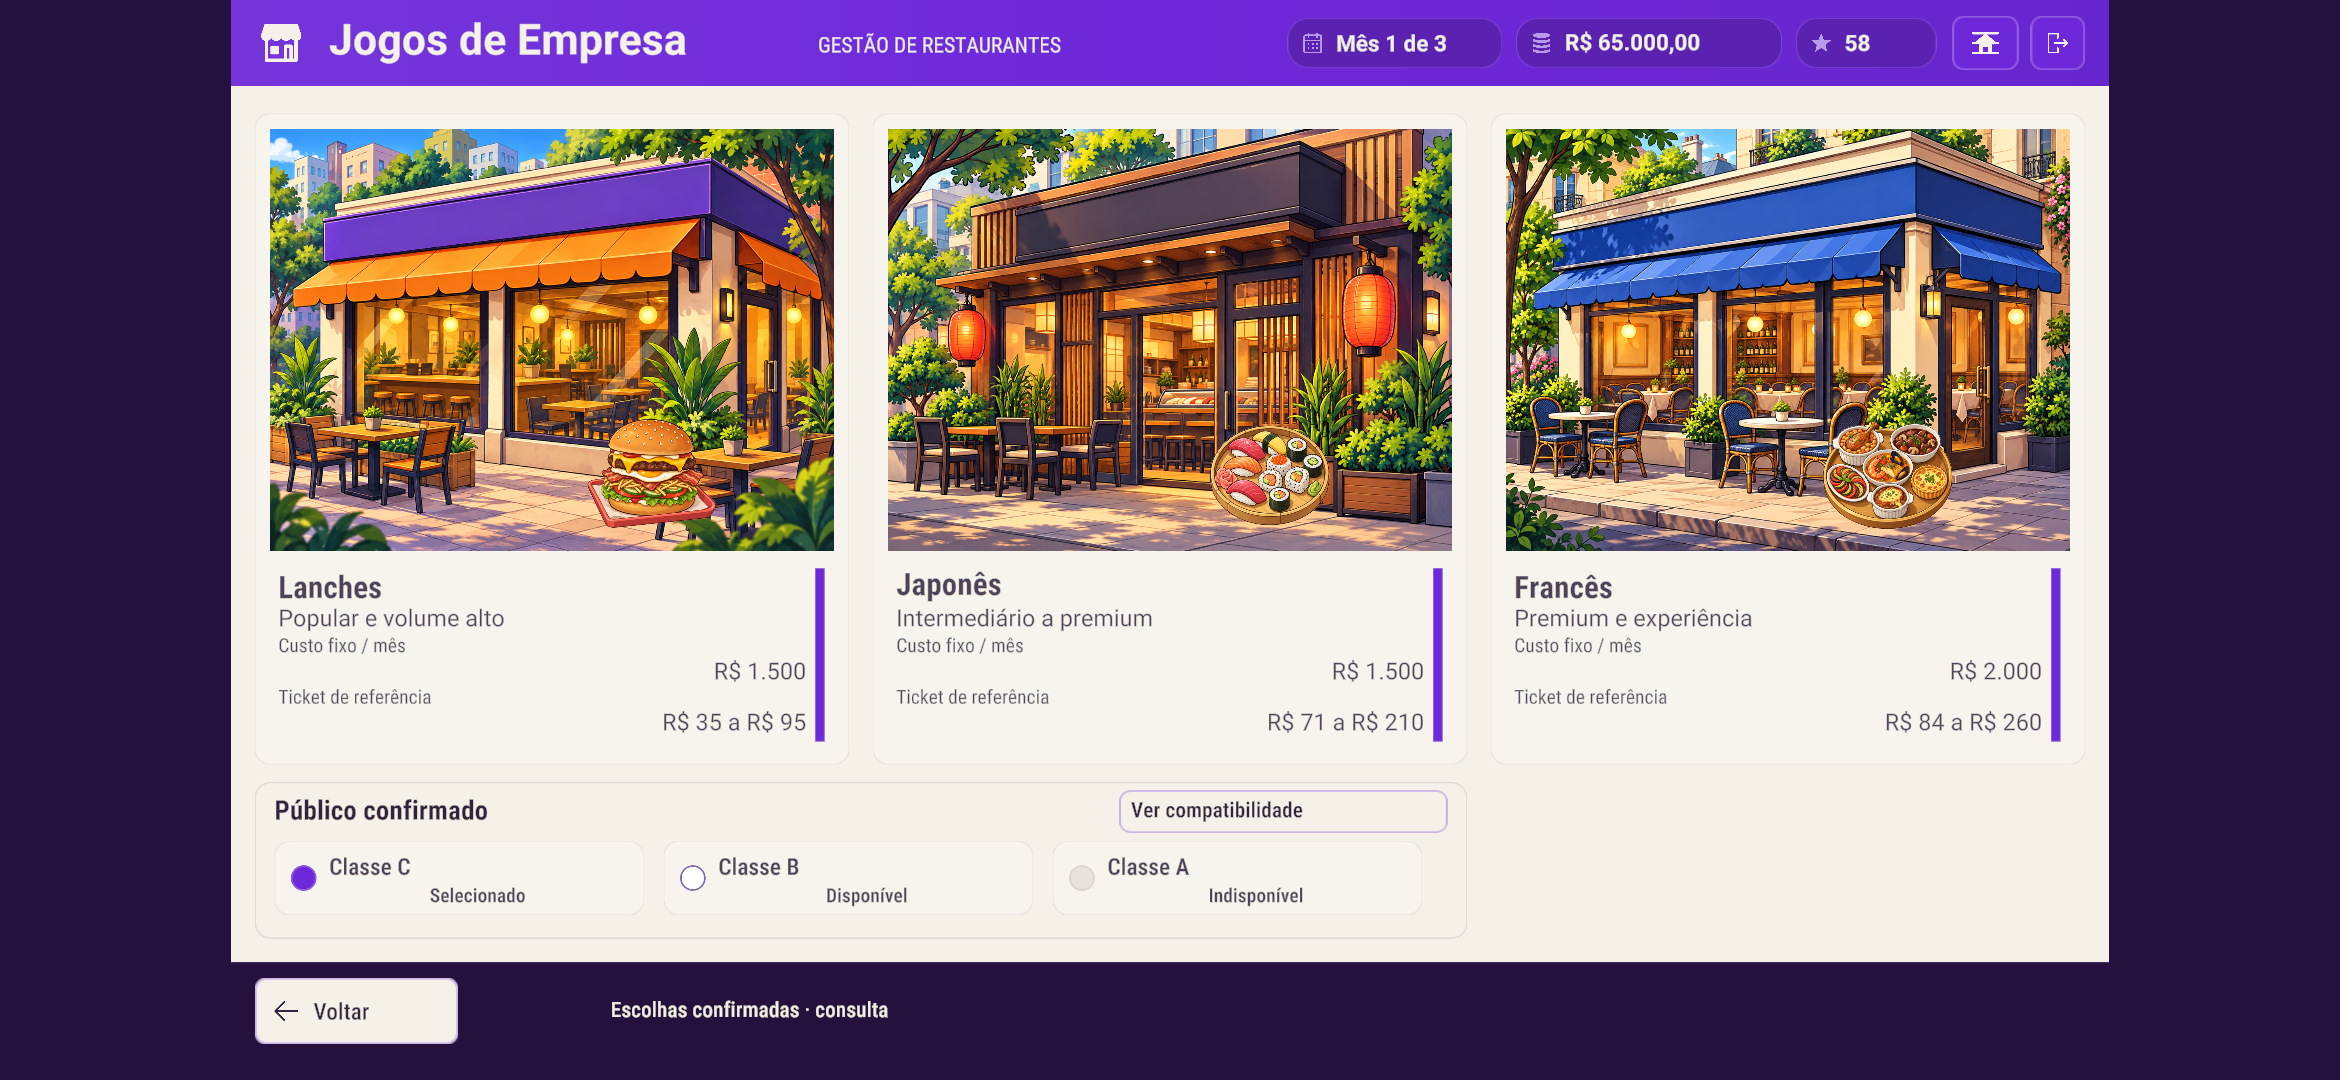 Jogos de Empresa
GESTÃO DE RESTAURANTES
Mês 1 de 3
R$ 65.000,00
58
Lanches
Popular e volume alto
Custo fixo / mês
R$ 1.500
Ticket de referência
R$ 35 a R$ 95
Japonês
Intermediário a premium
Custo fixo / mês
R$ 1.500
Ticket de referência
R$ 71 a R$ 210
Francês
Premium e experiência
Custo fixo / mês
R$ 2.000
Ticket de referência
R$ 84 a R$ 260
Público confirmado
Ver compatibilidade
Classe C
Selecionado
Classe B
Disponível
Classe A
Indisponível
Voltar
Escolhas confirmadas · consulta